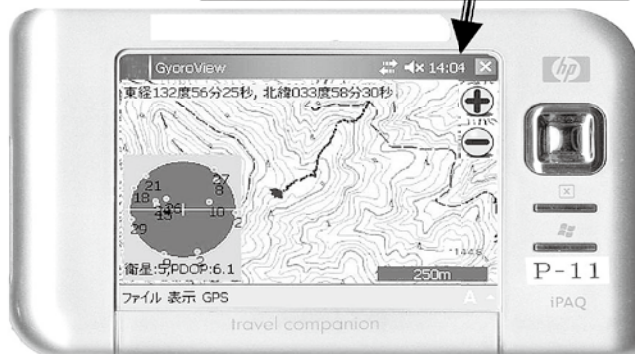 GyoroView 14:04
hp
東経132度56分25秒, 北緯033度58分30秒
27
21
8
18
10
2
29
衛星:5,PDOP:6.1
1446
250m
P-11
ファイル 表示 GPS
A
iPAQ
travel companion